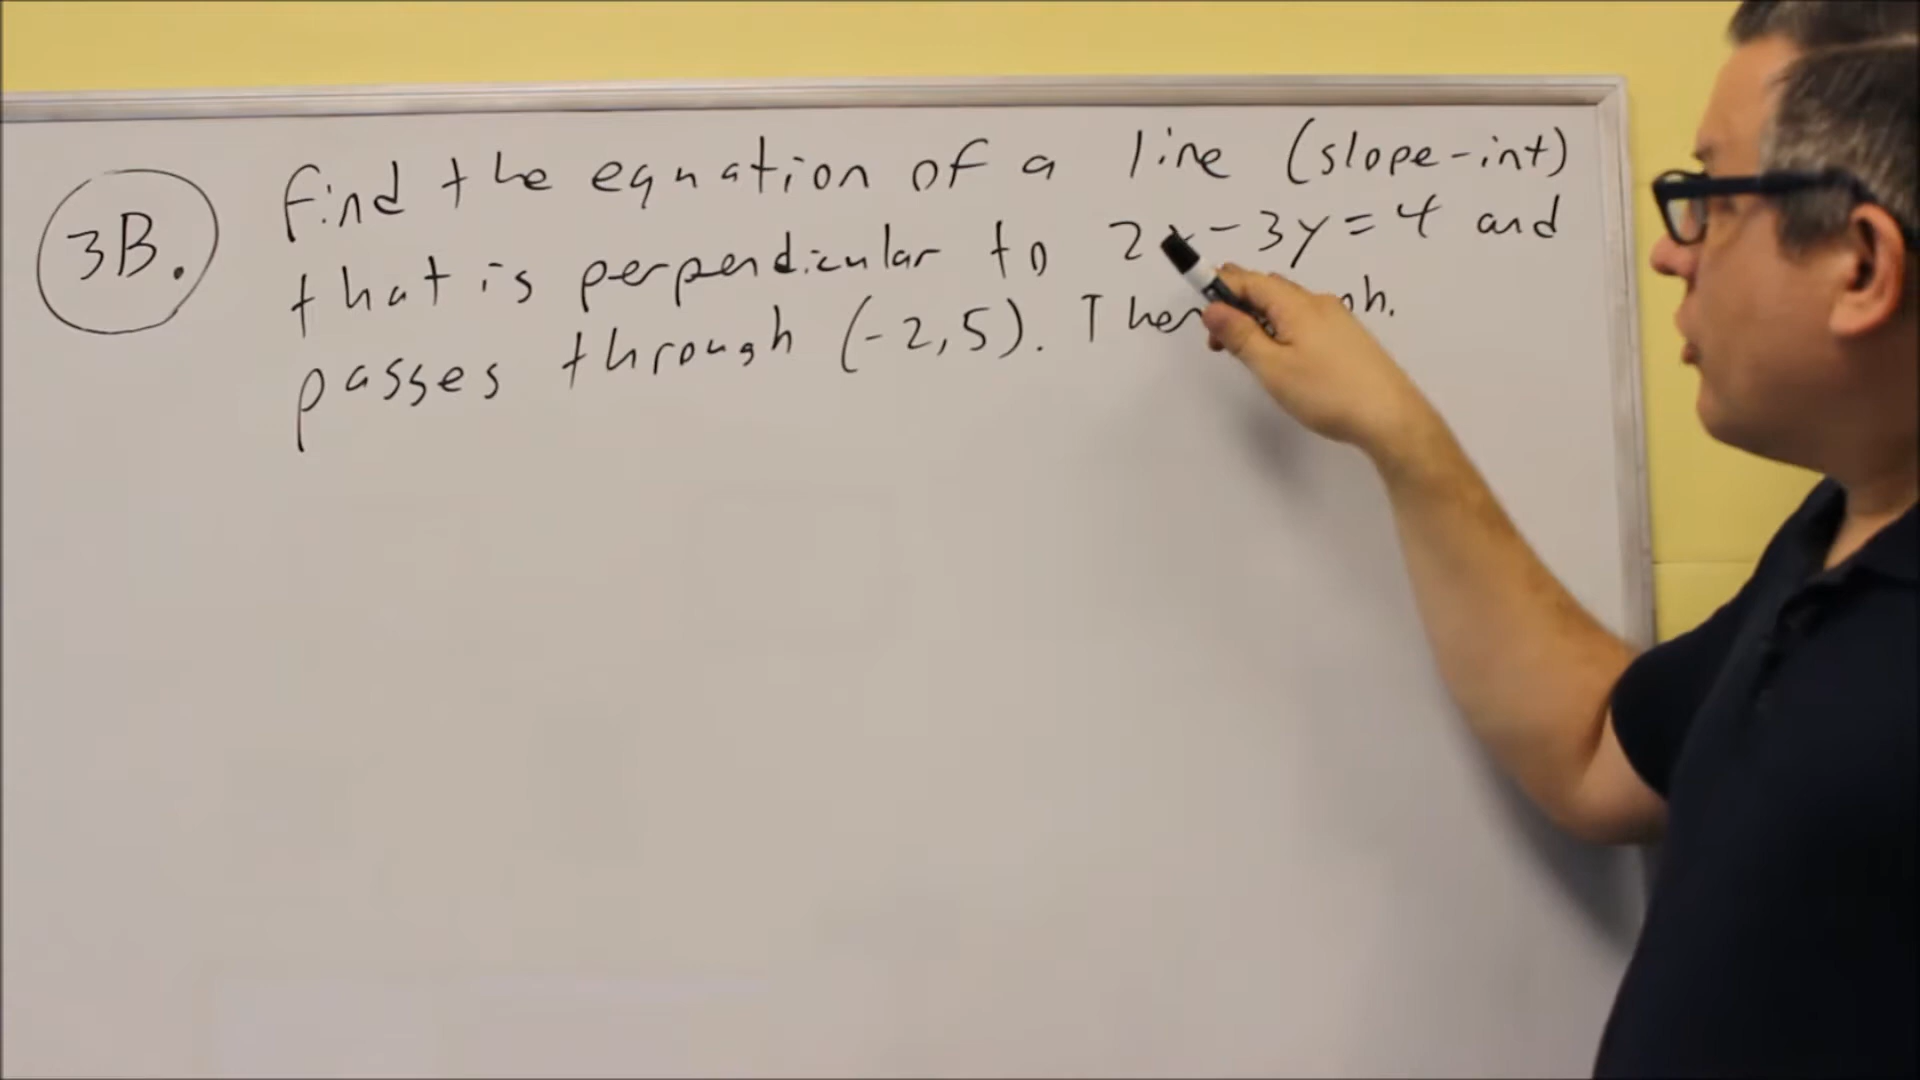 3B. Find the equation of a line (slope-int)
that is perpendicular to 2x-3y=4 and
passes through (-2,5). Then